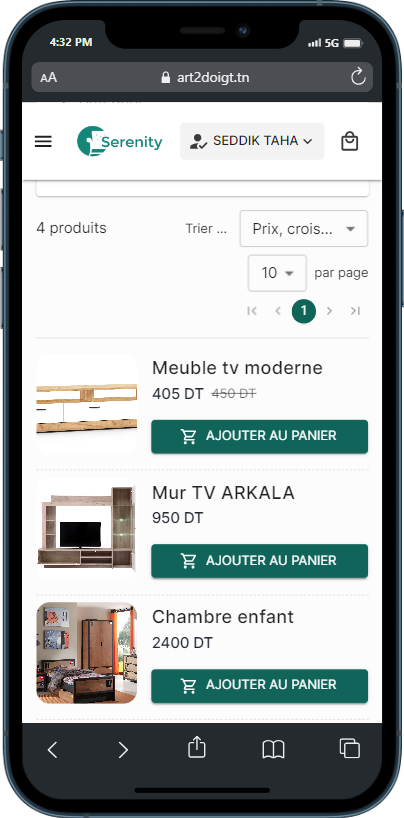 4:32 PM
5G
AA
art2doigt.tn
Serenity
SEDDIK TAHA
4 produits
Trier ...
Prix, crois...
10
par page
1
Meuble tv moderne
405 DT 450 DT
AJOUTER AU PANIER
Mur TV ARKALA
950 DT
AJOUTER AU PANIER
Chambre enfant
2400 DT
AJOUTER AU PANIER